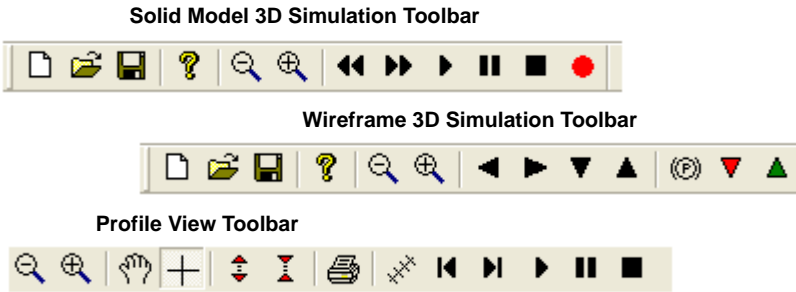 Solid Model 3D Simulation Toolbar
Wireframe 3D Simulation Toolbar
(P)
Profile View Toolbar